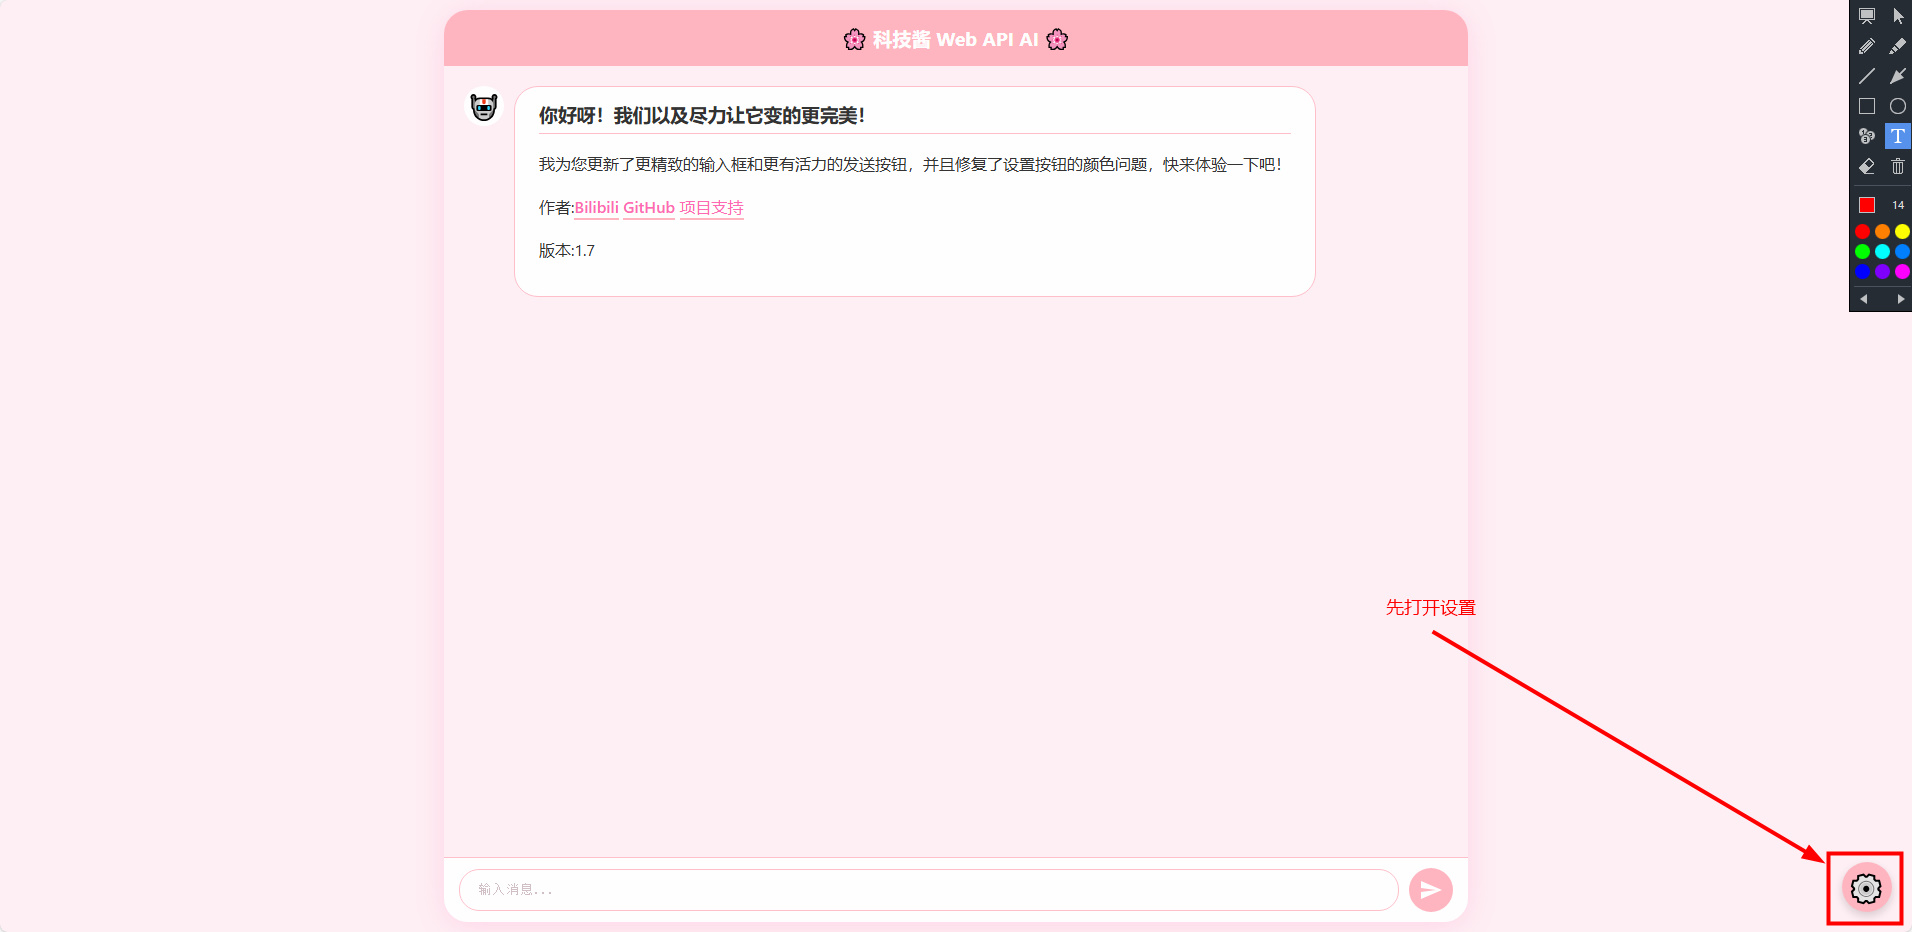 🌸 科技酱 Web API AI 🌸
你好呀！我们以及尽力让它变的更完美！
我为您更新了更精致的输入框和更有活力的发送按钮，并且修复了设置按钮的颜色问题，快来体验一下吧！
作者:Bilibili GitHub 项目支持
版本:1.7
T
14
先打开设置
输入消息...